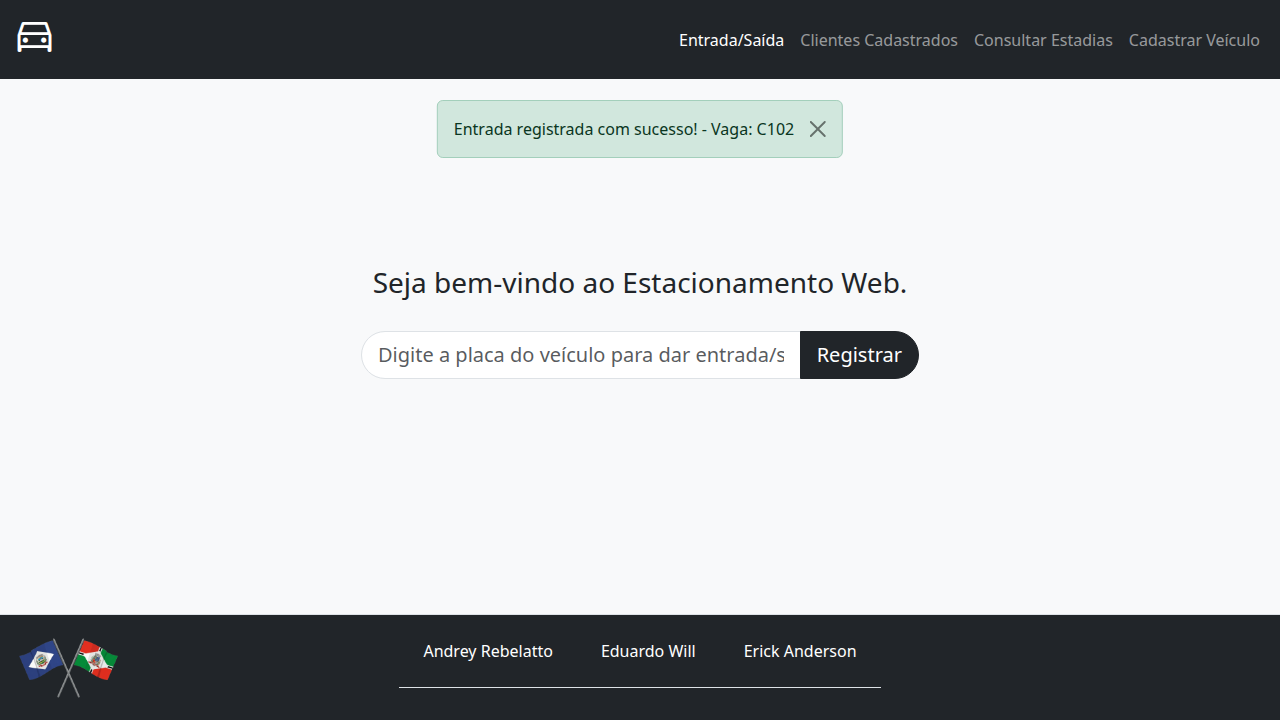 Entrada/Saída Clientes Cadastrados Consultar Estadias Cadastrar Veículo
Entrada registrada com sucesso! - Vaga: C102
Seja bem-vindo ao Estacionamento Web.
Digite a placa do veículo para dar entrada/s Registrar
Andrey Rebelatto Eduardo Will Erick Anderson